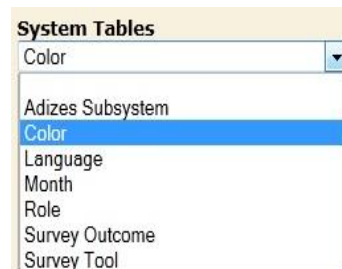 System Tables
Color
Adizes Subsystem
Color
Language
Month
Role
Survey Outcome
Survey Tool